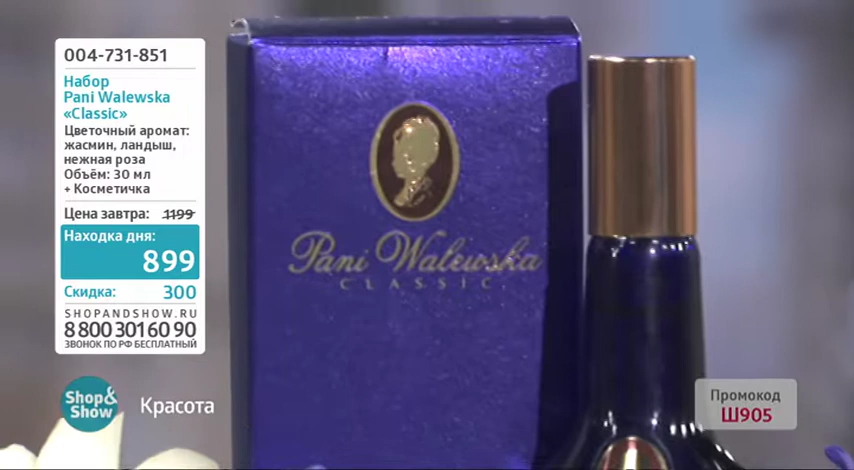 004-731-851
Набор
Pani Walewska
«Classic»
Цветочный аромат:
жасмин, ландыш,
нежная роза
Объём: 30 мл
+ Косметичка
Цена завтра: 1199
Находка дня:
899
Скидка: 300
SHOPANDSHOW.RU
8 800 301 60 90
ЗВОНОК ПО РФ БЕСПЛАТНЫЙ
Shop&
Show
Красота
Pani Walewska
CLASSIC
Промокод
Ш905